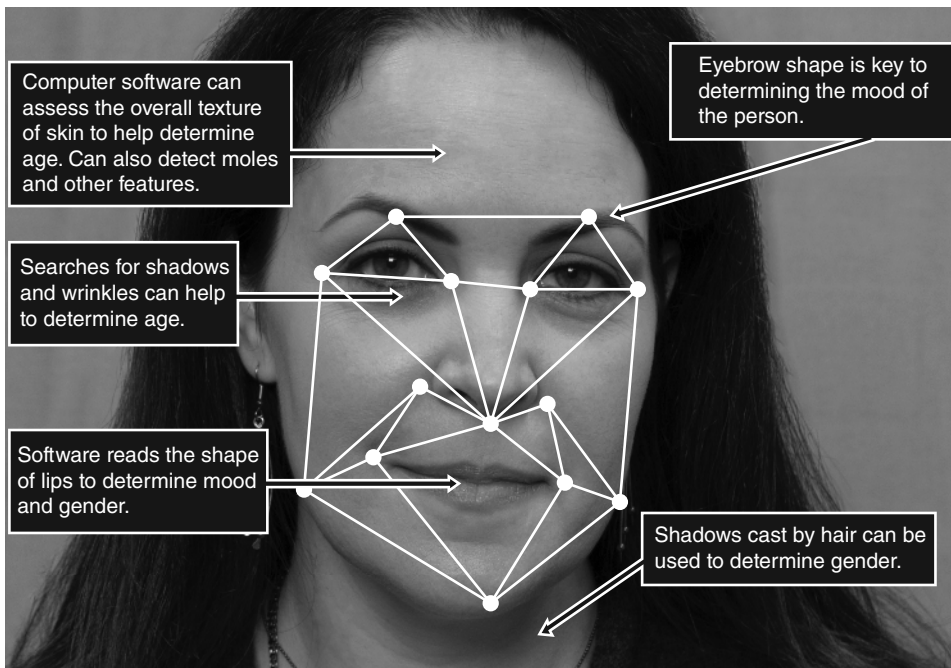 Computer software can
assess the overall texture
of skin to help determine
age. Can also detect moles
and other features.
Eyebrow shape is key to
determining the mood of
the person.
Searches for shadows
and wrinkles can help
to determine age.
Software reads the shape
of lips to determine mood
and gender.
Shadows cast by hair can be
used to determine gender.